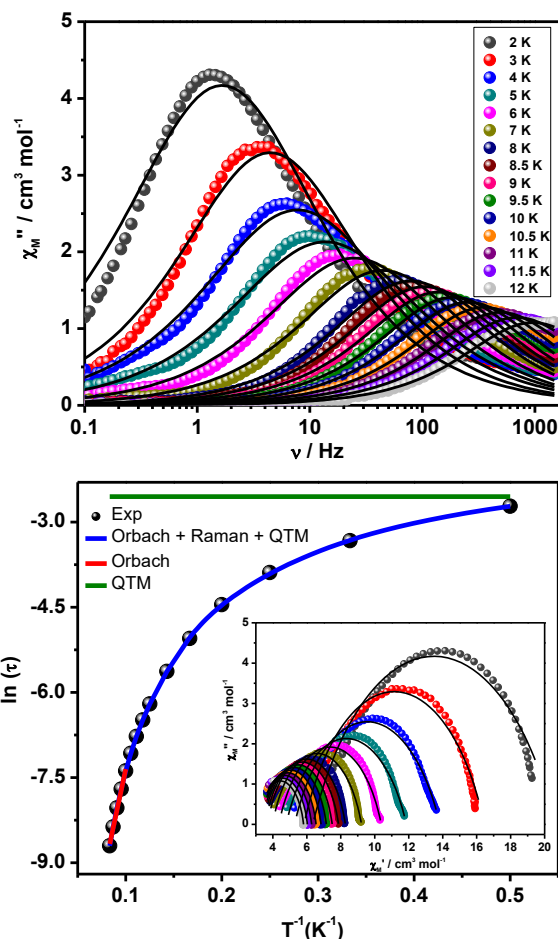 χM'' / cm³ mol⁻¹
5
4
3
2
1
0
0.1
1
10
100
1000
ν / Hz
2 K
3 K
4 K
5 K
6 K
7 K
8 K
8.5 K
9 K
9.5 K
10 K
10.5 K
11 K
11.5 K
12 K
ln (τ)
-3.0
-4.5
-6.0
-7.5
-9.0
Exp
Orbach + Raman + QTM
Orbach
QTM
χM'' / cm³ mol⁻¹
5
4
3
2
1
0
4 6 8 10 12 14 16 18 20
χM' / cm³ mol⁻¹
0.1 0.2 0.3 0.4 0.5
T⁻¹(K⁻¹)